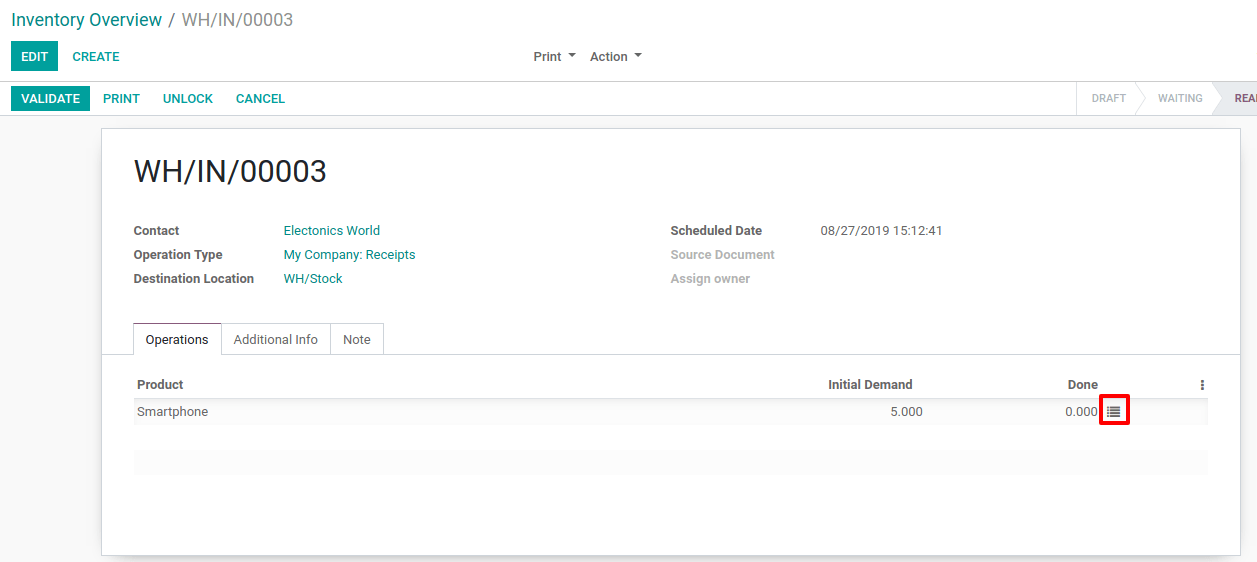 Inventory Overview / WH/IN/00003
EDIT CREATE Print Action
VALIDATE PRINT UNLOCK CANCEL DRAFT WAITING
WH/IN/00003
Contact Electonics World Scheduled Date 08/27/2019 15:12:41
Operation Type My Company: Receipts Source Document
Destination Location WH/Stock Assign owner
Operations Additional Info Note
Product Initial Demand Done
Smartphone 5.000 0.000